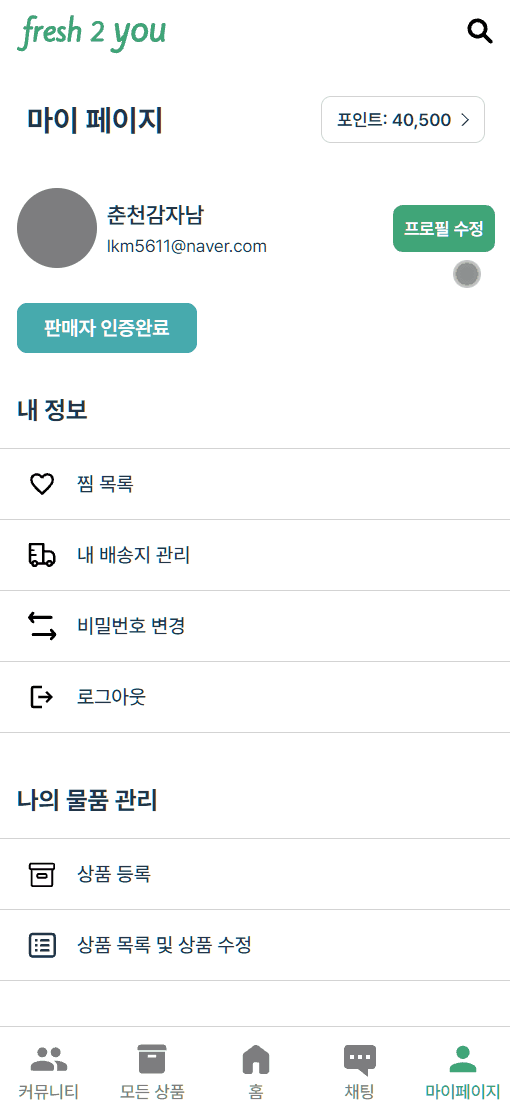 fresh 2 you
마이 페이지
포인트: 40,500
춘천감자남
lkm5611@naver.com
프로필 수정
판매자 인증완료
내 정보
찜 목록
내 배송지 관리
비밀번호 변경
로그아웃
나의 물품 관리
상품 등록
상품 목록 및 상품 수정
커뮤니티
모든 상품
홈
채팅
마이페이지